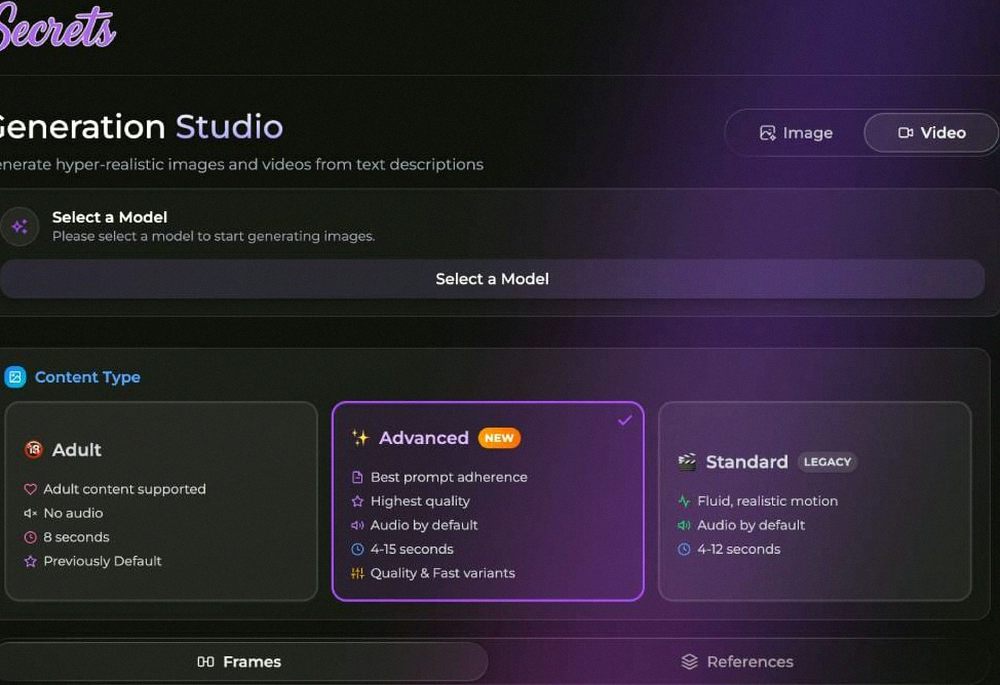 Secrets
Generation Studio
enerate hyper-realistic images and videos from text descriptions
Image
Video
Select a Model
Please select a model to start generating images.
Select a Model
Content Type
18
Adult
Adult content supported
No audio
8 seconds
Previously Default
Advanced NEW
Best prompt adherence
Highest quality
Audio by default
4-15 seconds
Quality & Fast variants
Standard LEGACY
Fluid, realistic motion
Audio by default
4-12 seconds
Frames
References